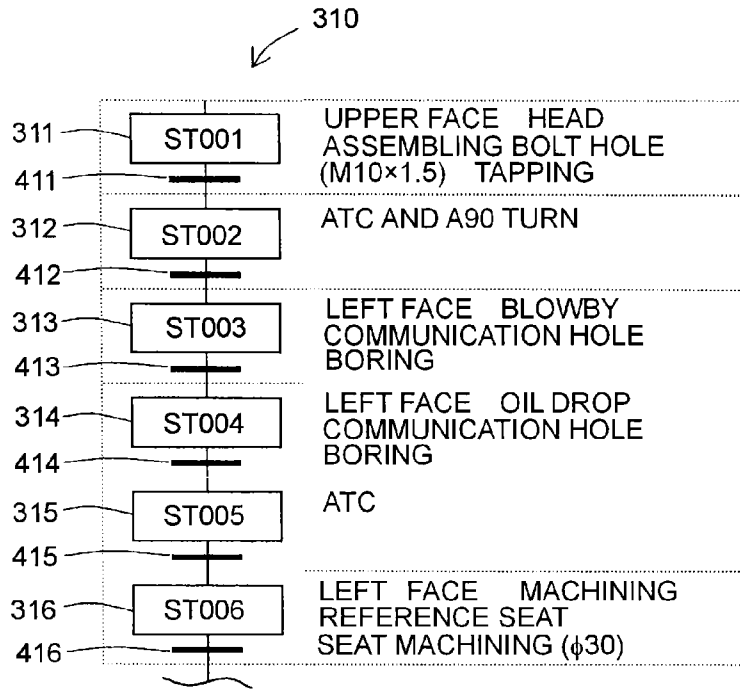 310
311
ST001
UPPER FACE HEAD
ASSEMBLING BOLT HOLE
(M10×1.5) TAPPING
411
312
ST002
ATC AND A90 TURN
412
313
ST003
LEFT FACE BLOWBY
COMMUNICATION HOLE
BORING
413
314
ST004
LEFT FACE OIL DROP
COMMUNICATION HOLE
BORING
414
315
ST005
ATC
415
316
ST006
LEFT FACE MACHINING
REFERENCE SEAT
SEAT MACHINING (ϕ30)
416